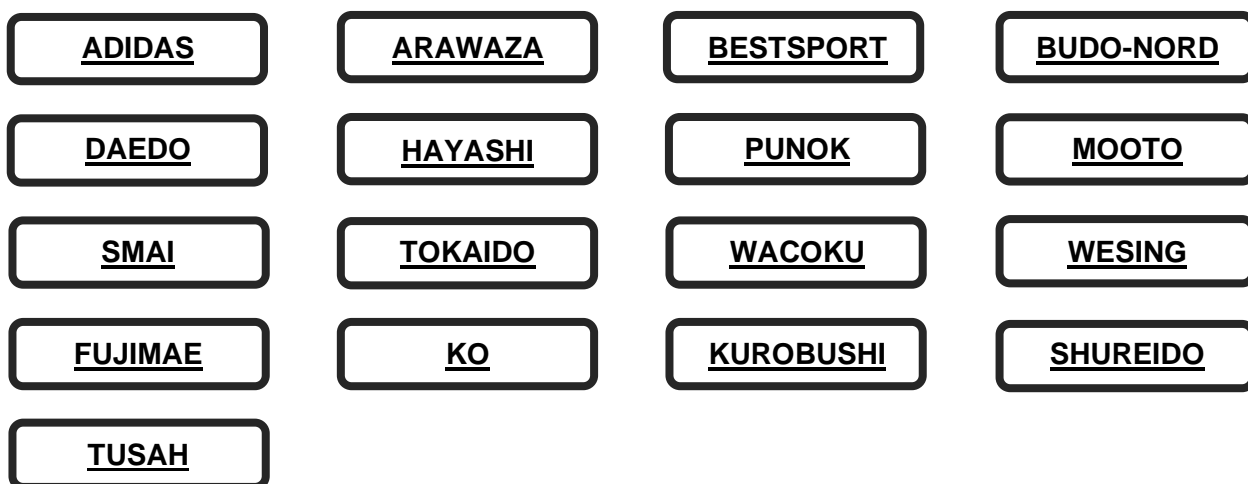 ADIDAS ARAWAZA BESTSPORT BUDO-NORD
DAEDO HAYASHI PUNOK MOOTO
SMAI TOKAIDO WACOKU WESING
FUJIMAE KO KUROBUSHI SHUREIDO
TUSAH